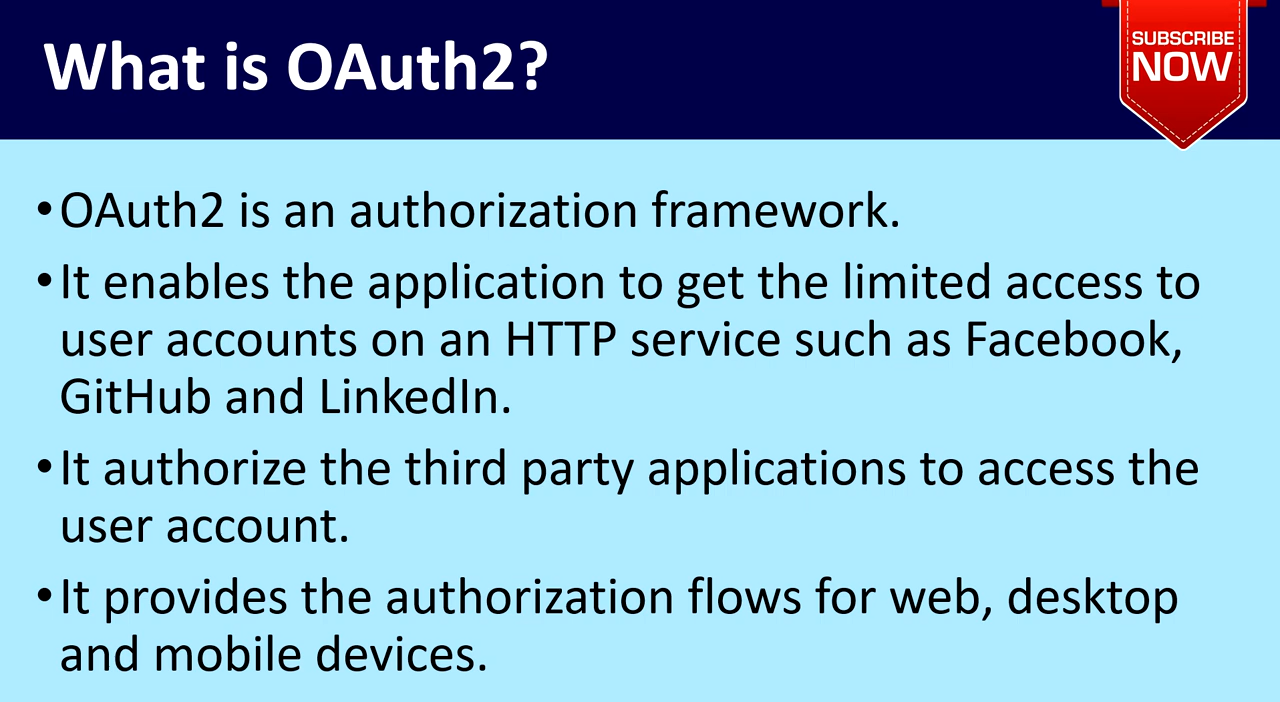 What is OAuth2?
SUBSCRIBE
NOW
•OAuth2 is an authorization framework.
•It enables the application to get the limited access to
user accounts on an HTTP service such as Facebook,
GitHub and LinkedIn.
•It authorize the third party applications to access the
user account.
•It provides the authorization flows for web, desktop
and mobile devices.